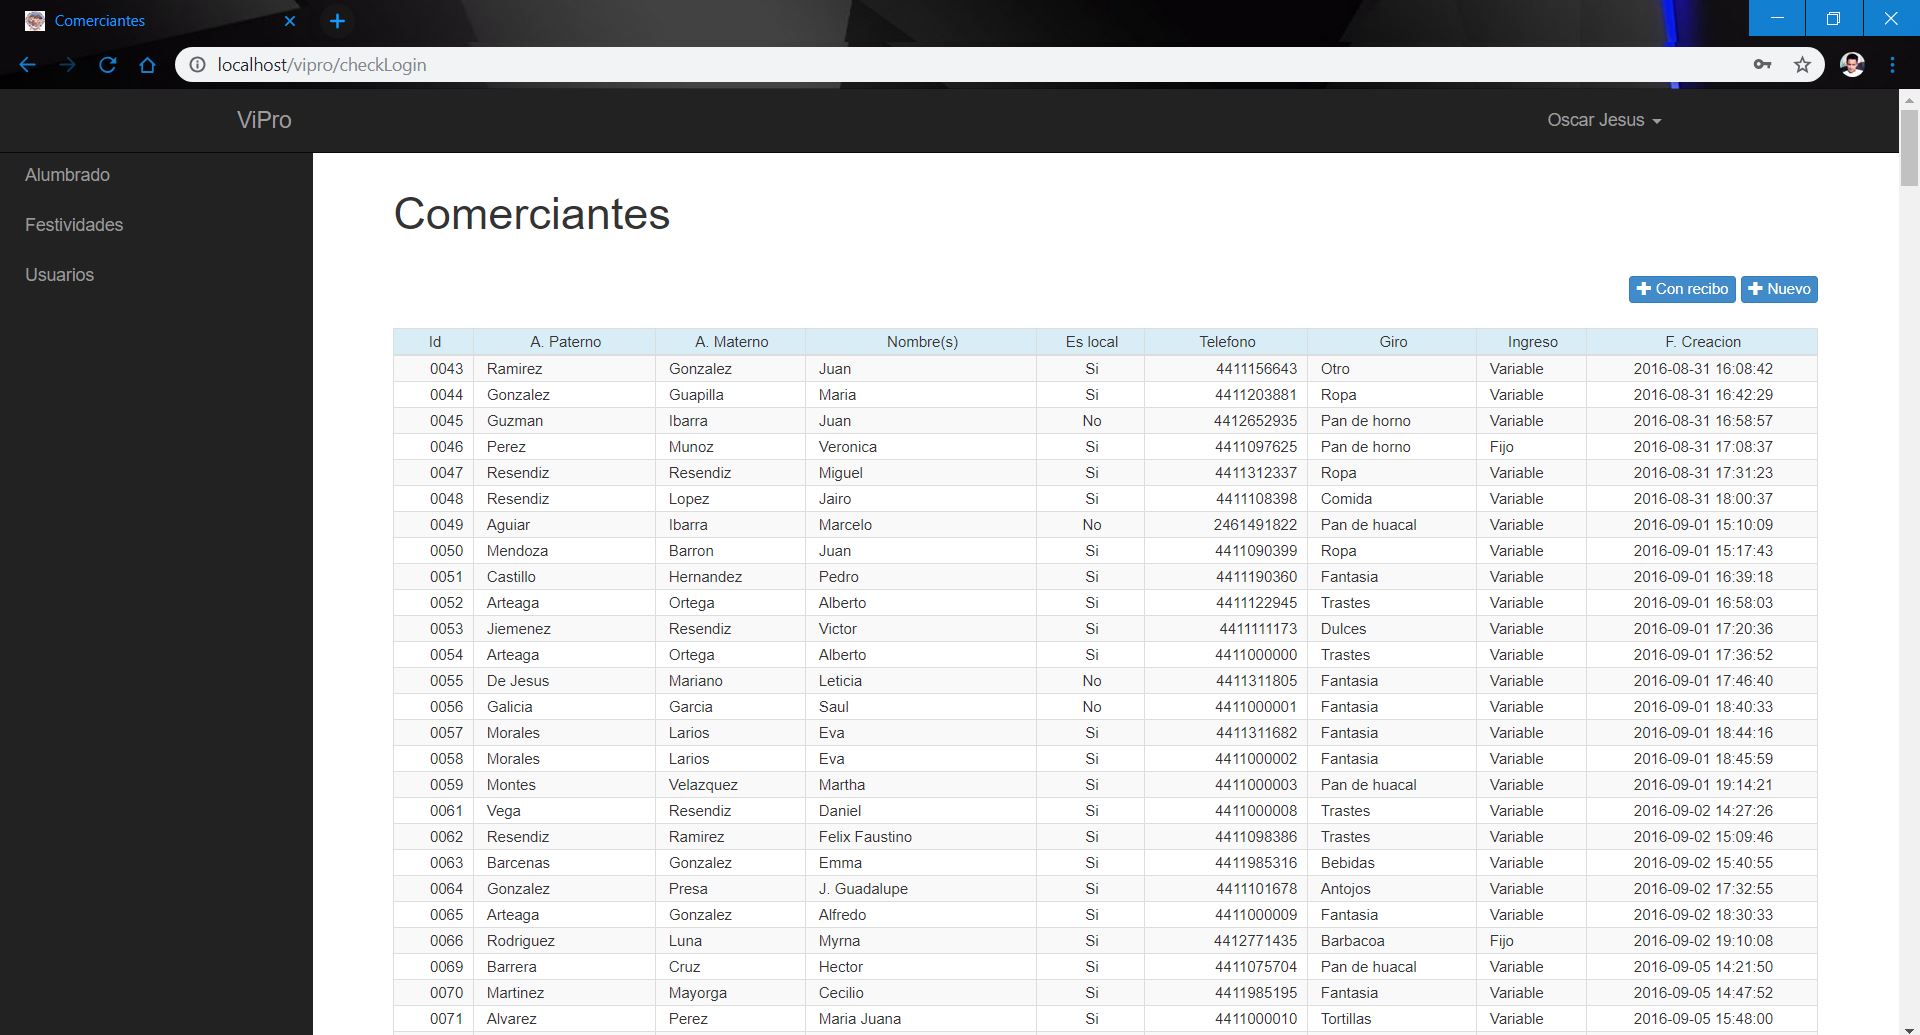 Comerciantes
localhost/vipro/checkLogin
ViPro Oscar Jesus
Alumbrado
Festividades
Usuarios
Comerciantes
Con recibo Nuevo
Id A. Paterno A. Materno Nombre(s) Es local Telefono Giro Ingreso F. Creacion
0043 Ramirez Gonzalez Juan Si 4411156643 Otro Variable 2016-08-31 16:08:42
0044 Gonzalez Guapilla Maria Si 4411203881 Ropa Variable 2016-08-31 16:42:29
0045 Guzman Ibarra Juan No 4412652935 Pan de horno Variable 2016-08-31 16:58:57
0046 Perez Munoz Veronica Si 4411097625 Pan de horno Fijo 2016-08-31 17:08:37
0047 Resendiz Resendiz Miguel Si 4411312337 Ropa Variable 2016-08-31 17:31:23
0048 Resendiz Lopez Jairo Si 4411108398 Comida Variable 2016-08-31 18:00:37
0049 Aguiar Ibarra Marcelo No 2461491822 Pan de huacal Variable 2016-09-01 15:10:09
0050 Mendoza Barron Juan Si 4411090399 Ropa Variable 2016-09-01 15:17:43
0051 Castillo Hernandez Pedro Si 4411190360 Fantasia Variable 2016-09-01 16:39:18
0052 Arteaga Ortega Alberto Si 4411122945 Trastes Variable 2016-09-01 16:58:03
0053 Jiemenez Resendiz Victor Si 4411111173 Dulces Variable 2016-09-01 17:20:36
0054 Arteaga Ortega Alberto Si 4411000000 Trastes Variable 2016-09-01 17:36:52
0055 De Jesus Mariano Leticia No 4411311805 Fantasia Variable 2016-09-01 17:46:40
0056 Galicia Garcia Saul No 4411000001 Fantasia Variable 2016-09-01 18:40:33
0057 Morales Larios Eva Si 4411311682 Fantasia Variable 2016-09-01 18:44:16
0058 Morales Larios Eva Si 4411000002 Fantasia Variable 2016-09-01 18:45:59
0059 Montes Velazquez Martha Si 4411000003 Pan de huacal Variable 2016-09-01 19:14:21
0061 Vega Resendiz Daniel Si 4411000008 Trastes Variable 2016-09-02 14:27:26
0062 Resendiz Ramirez Felix Faustino Si 4411098386 Trastes Variable 2016-09-02 15:09:46
0063 Barcenas Gonzalez Emma Si 4411985316 Bebidas Variable 2016-09-02 15:40:55
0064 Gonzalez Presa J. Guadalupe Si 4411101678 Antojos Variable 2016-09-02 17:32:55
0065 Arteaga Gonzalez Alfredo Si 4411000009 Fantasia Variable 2016-09-02 18:30:33
0066 Rodriguez Luna Myrna Si 4412771435 Barbacoa Fijo 2016-09-02 19:10:08
0069 Barrera Cruz Hector Si 4411075704 Pan de huacal Variable 2016-09-05 14:21:50
0070 Martinez Mayorga Cecilio Si 4411985195 Fantasia Variable 2016-09-05 14:47:52
0071 Alvarez Perez Maria Juana Si 4411000010 Tortillas Variable 2016-09-05 15:48:00